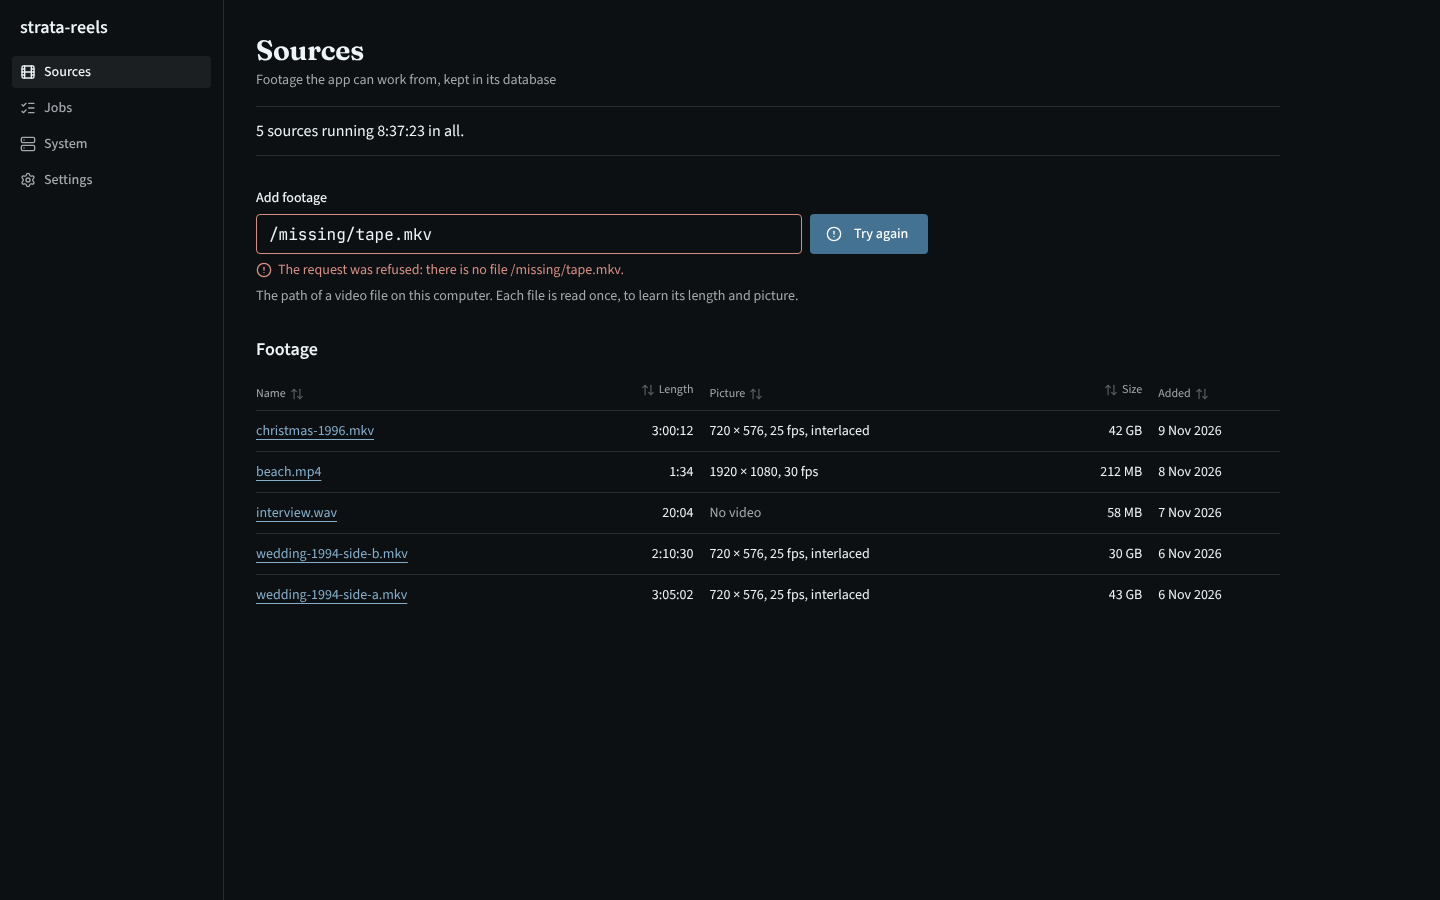 strata-reels
Sources
Jobs
System
Settings
Sources
Footage the app can work from, kept in its database
5 sources running 8:37:23 in all.
Add footage
/missing/tape.mkv
Try again
The request was refused: there is no file /missing/tape.mkv.
The path of a video file on this computer. Each file is read once, to learn its length and picture.
Footage
Name Length Picture Size Added
christmas-1996.mkv 3:00:12 720 × 576, 25 fps, interlaced 42 GB 9 Nov 2026
beach.mp4 1:34 1920 × 1080, 30 fps 212 MB 8 Nov 2026
interview.wav 20:04 No video 58 MB 7 Nov 2026
wedding-1994-side-b.mkv 2:10:30 720 × 576, 25 fps, interlaced 30 GB 6 Nov 2026
wedding-1994-side-a.mkv 3:05:02 720 × 576, 25 fps, interlaced 43 GB 6 Nov 2026